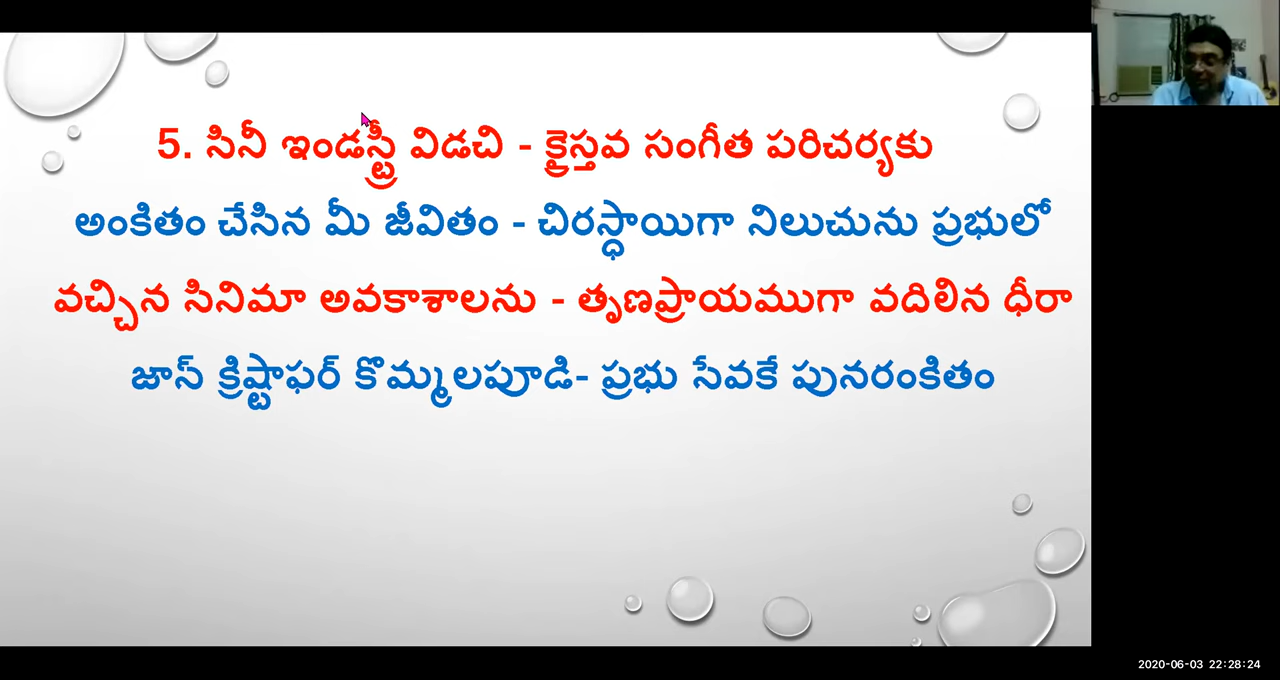 5. సినీ ఇండస్ట్రీ విడచి - క్రైస్తవ సంగీత పరిచర్యకు
అంకితం చేసిన మీ జీవితం - చిరస్థాయిగా నిలుచును ప్రభులో
వచ్చిన సినిమా అవకాశాలను - తృణప్రాయముగా వదిలిన ధీరా
జాస్ క్రిష్టాఫర్ కొమ్మలపూడి- ప్రభు సేవకే పునరంకితం
2020-06-03 22:28:24